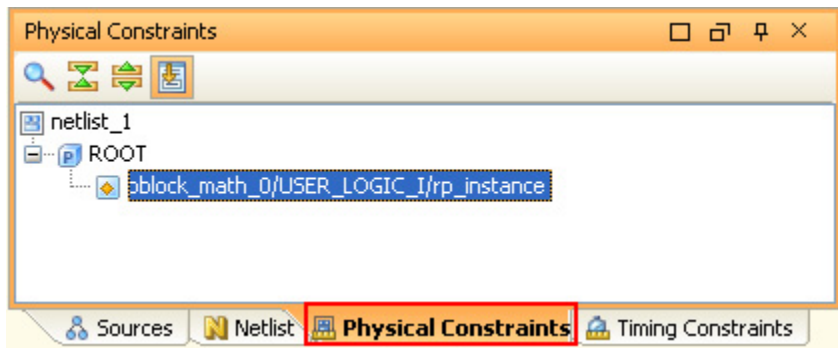 Physical Constraints
netlist_1
ROOT
pblock_math_0/USER_LOGIC_I/rp_instance
Sources Netlist Physical Constraints Timing Constraints